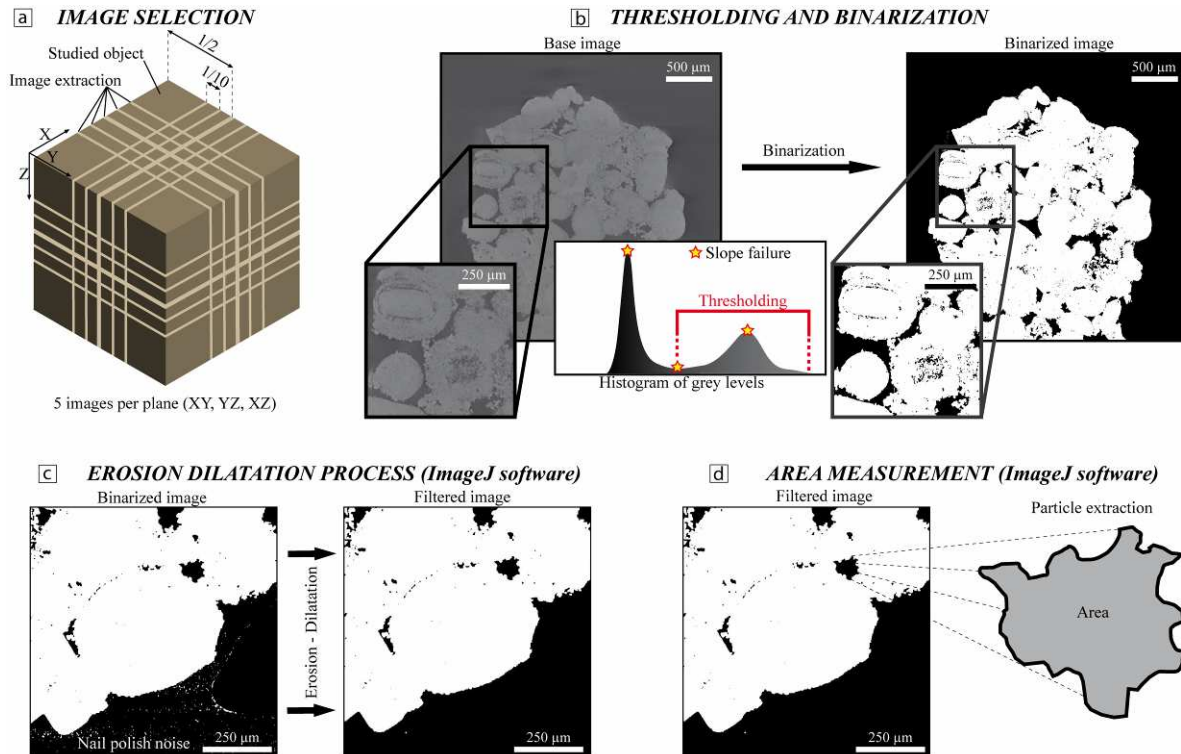 a IMAGE SELECTION
1/2
Studied object
Image extraction
1/10
X
Y
Z
5 images per plane (XY, YZ, XZ)
b THRESHOLDING AND BINARIZATION
Base image
Binarized image
500 µm
500 µm
Binarization
250 µm
Slope failure
Thresholding
Histogram of grey levels
250 µm
c EROSION DILATATION PROCESS (ImageJ software)
Binarized image
Filtered image
Erosion - Dilatation
Nail polish noise
250 µm
250 µm
d AREA MEASUREMENT (ImageJ software)
Filtered image
Particle extraction
Area
250 µm